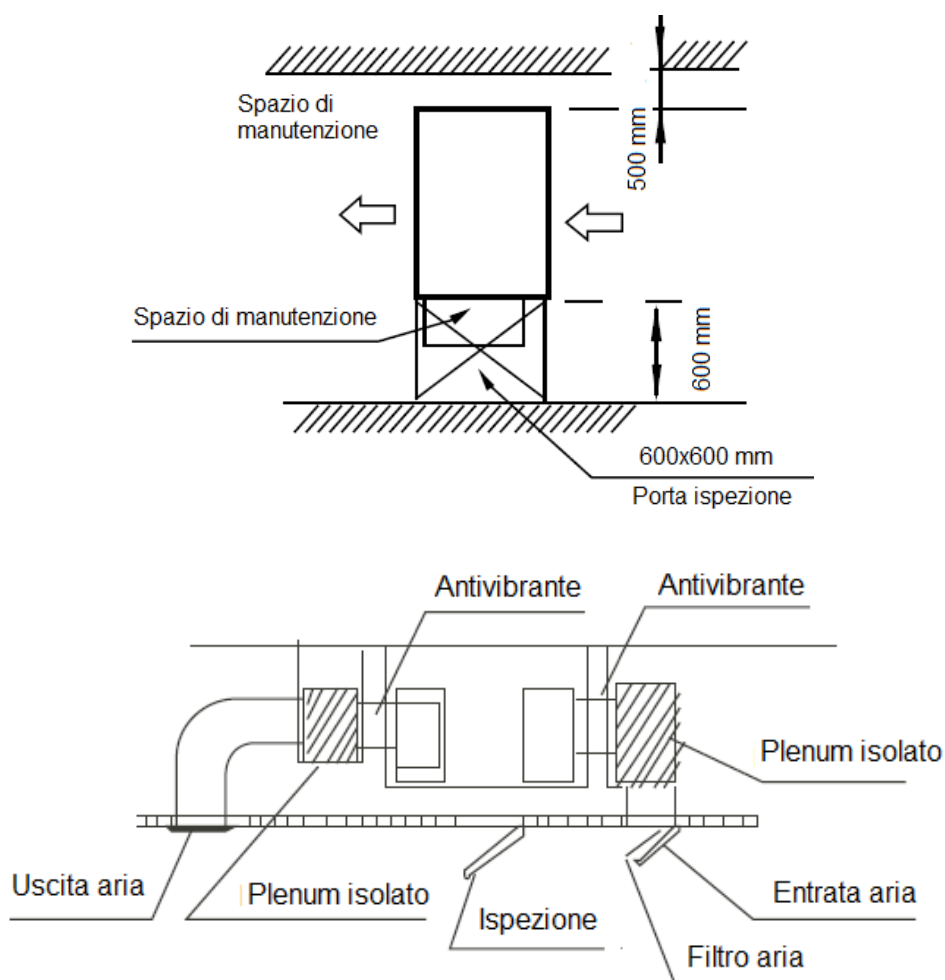 Spazio di
manutenzione
500 mm
Spazio di manutenzione
600 mm
600x600 mm
Porta ispezione
Antivibrante
Antivibrante
Plenum isolato
Uscita aria
Plenum isolato
Ispezione
Entrata aria
Filtro aria